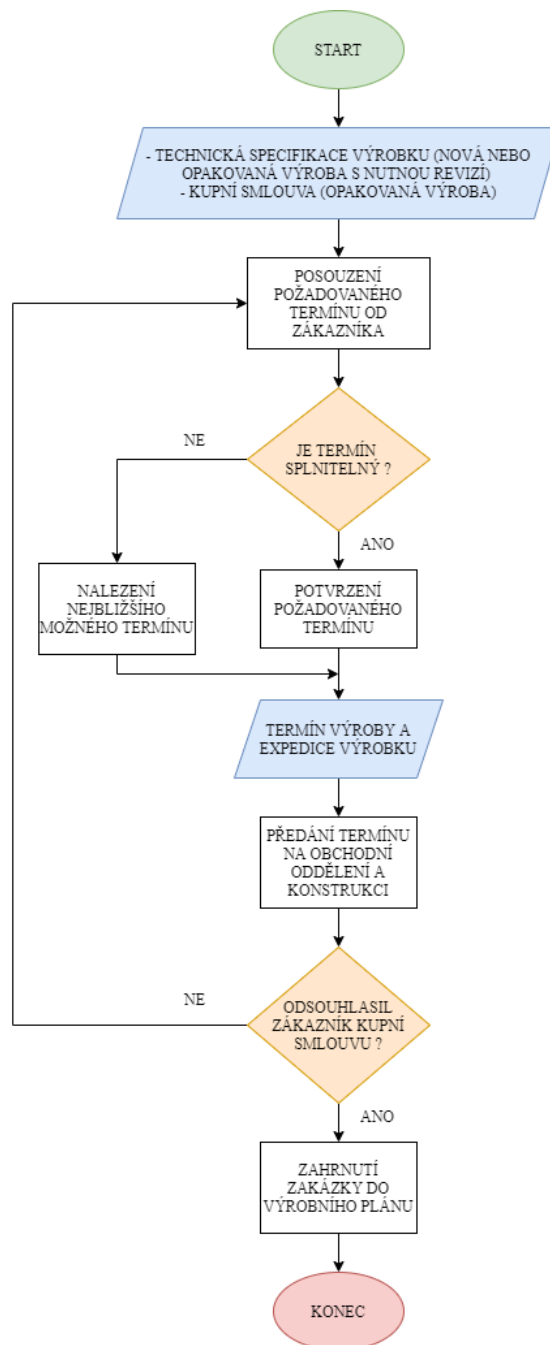 START
- TECHNICKÁ SPECIFIKACE VÝROBKU (NOVÁ NEBO
OPAKOVANÁ VÝROBA S NUTNOU REVIZÍ)
- KUPNÍ SMLOUVA (OPAKOVANÁ VÝROBA)
POSOUZENÍ
POŽADOVANÉHO
TERMÍNU OD
ZÁKAZNÍKA
NE
JE TERMÍN
SPLNITELNÝ ?
ANO
NALEZENÍ
NEJBLIŽŠÍHO
MOŽNÉHO TERMÍNU
POTVRZENÍ
POŽADOVANÉHO
TERMÍNU
TERMÍN VÝROBY A
EXPEDICE VÝROBKU
PŘEDÁNÍ TERMÍNU
NA OBCHODNÍ
ODDĚLENÍ A
KONSTRUKCI
NE
ODSOUHLASIL
ZÁKAZNÍK KUPNÍ
SMLOUVU ?
ANO
ZAHRNUTÍ
ZAKÁZKY DO
VÝROBNÍHO PLÁNU
KONEC